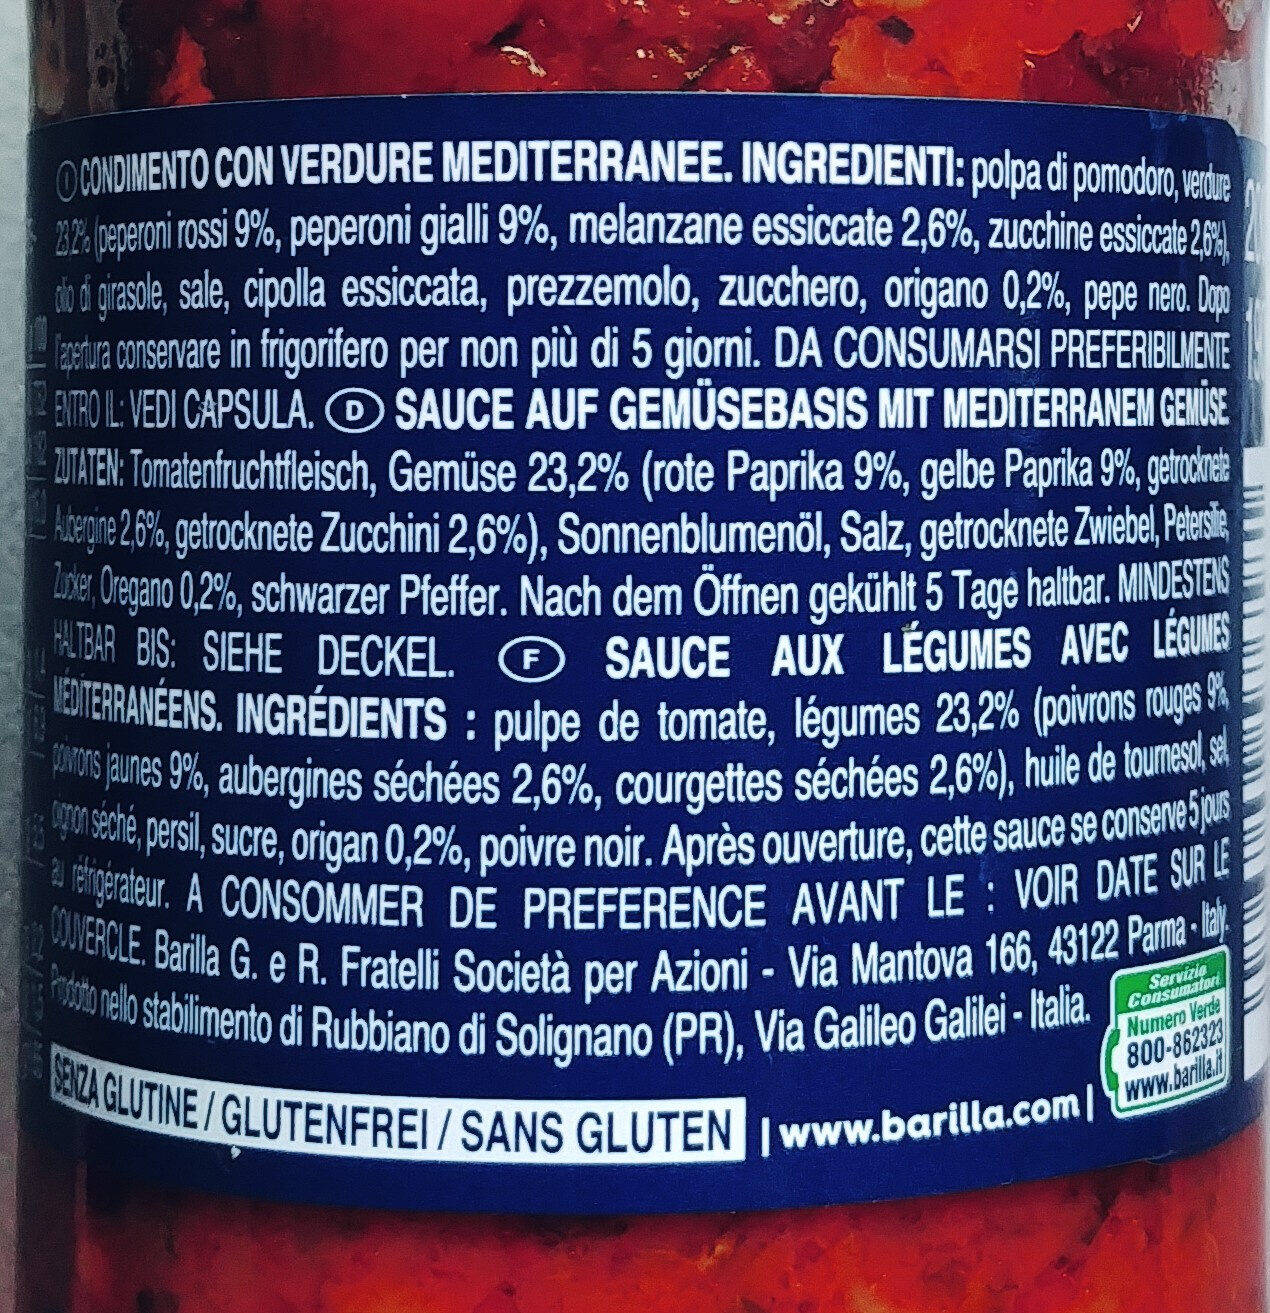 I CONDIMENTO CON VERDURE MEDITERRANEE. INGREDIENTI: polpa di pomodoro, verdure
23,2% (peperoni rossi 9%, peperoni gialli 9%, melanzane essiccate 2,6%, zucchine essiccate 2,6%),
olio di girasole, sale, cipolla essiccata, prezzemolo, zucchero, origano 0,2%, pepe nero. Dopo
l'apertura conservare in frigorifero per non più di 5 giorni. DA CONSUMARSI PREFERIBILMENTE
ENTRO IL: VEDI CAPSULA. D SAUCE AUF GEMÜSEBASIS MIT MEDITERRANEM GEMÜSE.
ZUTATEN: Tomatenfruchtfleisch, Gemüse 23,2% (rote Paprika 9%, gelbe Paprika 9%, getrocknete
Aubergine 2,6%, getrocknete Zucchini 2,6%), Sonnenblumenöl, Salz, getrocknete Zwiebel, Petersilie,
Zucker, Oregano 0,2%, schwarzer Pfeffer. Nach dem Öffnen gekühlt 5 Tage haltbar. MINDESTENS
HALTBAR BIS: SIEHE DECKEL. F SAUCE AUX LÉGUMES AVEC LÉGUMES
MÉDITERRANÉENS. INGRÉDIENTS : pulpe de tomate, légumes 23,2% (poivrons rouges 9%,
poivrons jaunes 9%, aubergines séchées 2,6%, courgettes séchées 2,6%), huile de tournesol, sel,
oignon séché, persil, sucre, origan 0,2%, poivre noir. Après ouverture, cette sauce se conserve 5 jours
au réfrigérateur. A CONSOMMER DE PREFERENCE AVANT LE : VOIR DATE SUR LE
COUVERCLE. Barilla G. e R. Fratelli Società per Azioni - Via Mantova 166, 43122 Parma - Italy.
Prodotto nello stabilimento di Rubbiano di Solignano (PR), Via Galileo Galilei - Italia.
Servizio
Consumatori
Numero Verde
800-862323
www.barilla.it
SENZA GLUTINE / GLUTENFREI / SANS GLUTEN | www.barilla.com |